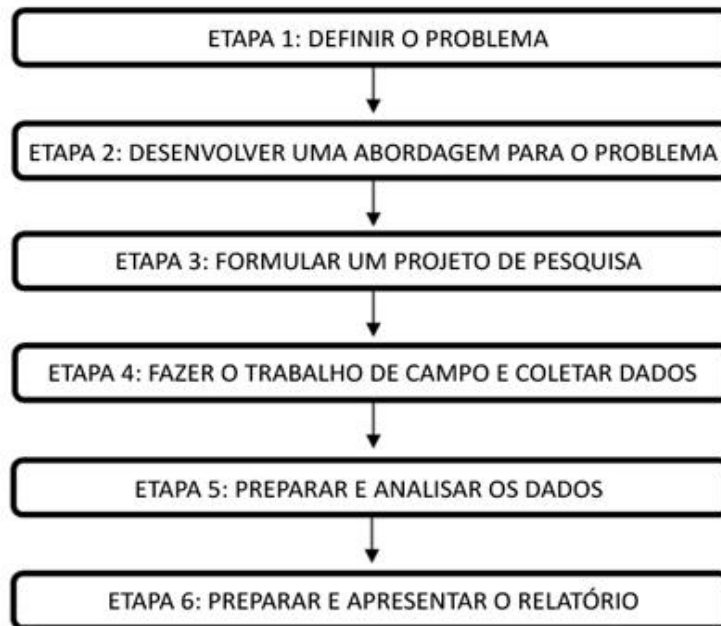 ETAPA 1: DEFINIR O PROBLEMA
ETAPA 2: DESENVOLVER UMA ABORDAGEM PARA O PROBLEMA
ETAPA 3: FORMULAR UM PROJETO DE PESQUISA
ETAPA 4: FAZER O TRABALHO DE CAMPO E COLETAR DADOS
ETAPA 5: PREPARAR E ANALISAR OS DADOS
ETAPA 6: PREPARAR E APRESENTAR O RELATÓRIO